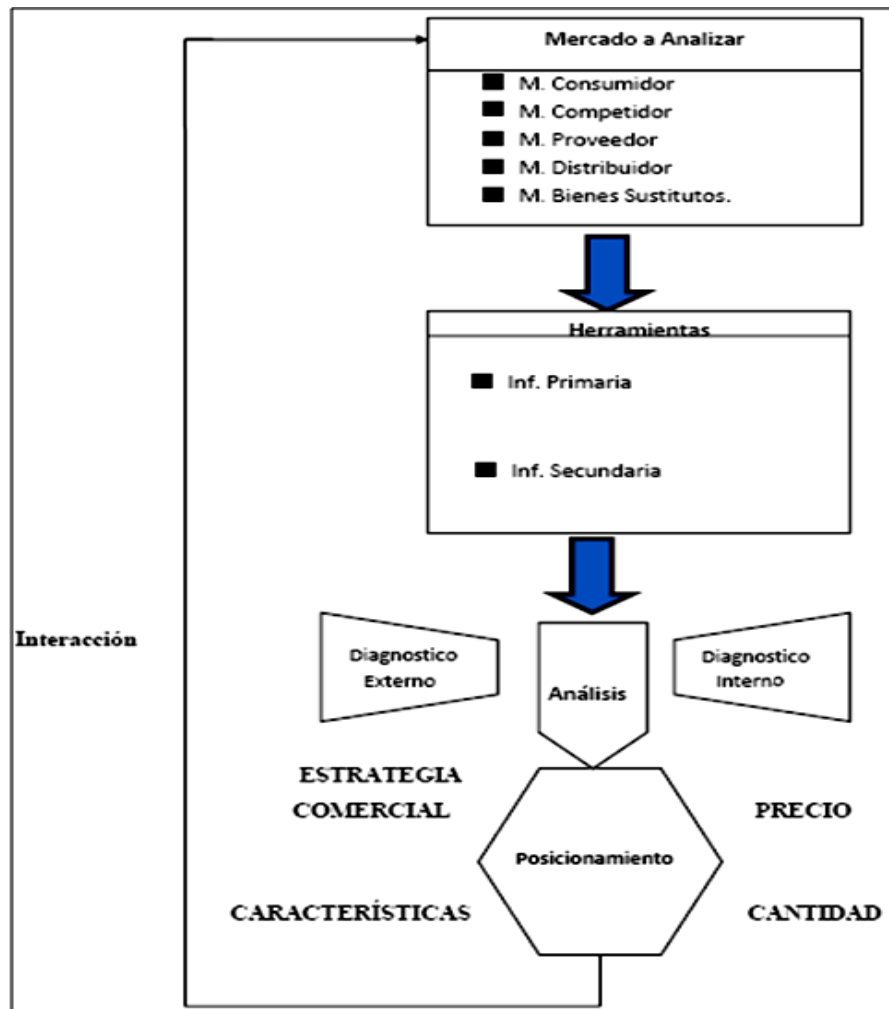 Mercado a Analizar
M. Consumidor
M. Competidor
M. Proveedor
M. Distribuidor
M. Bienes Sustitutos.
Herramientas
Inf. Primaria
Inf. Secundaria
Interacción
Diagnostico
Externo
Análisis
Diagnostico
Interno
ESTRATEGIA
COMERCIAL
PRECIO
Posicionamiento
CARACTERÍSTICAS
CANTIDAD